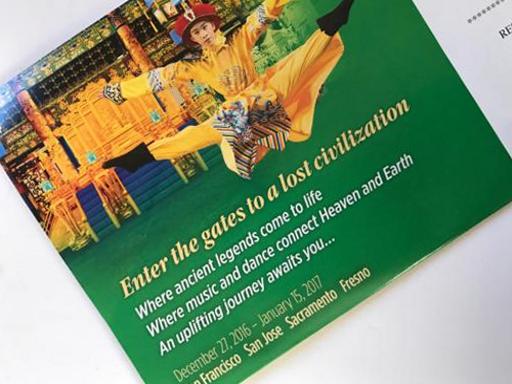 Enter the gates to a lost civilization
Where ancient legends come to life
Where music and dance connect Heaven and Earth
An uplifting journey awaits you...
December 27, 2016 – January 15, 2017
Francisco San Jose Sacramento Fresno